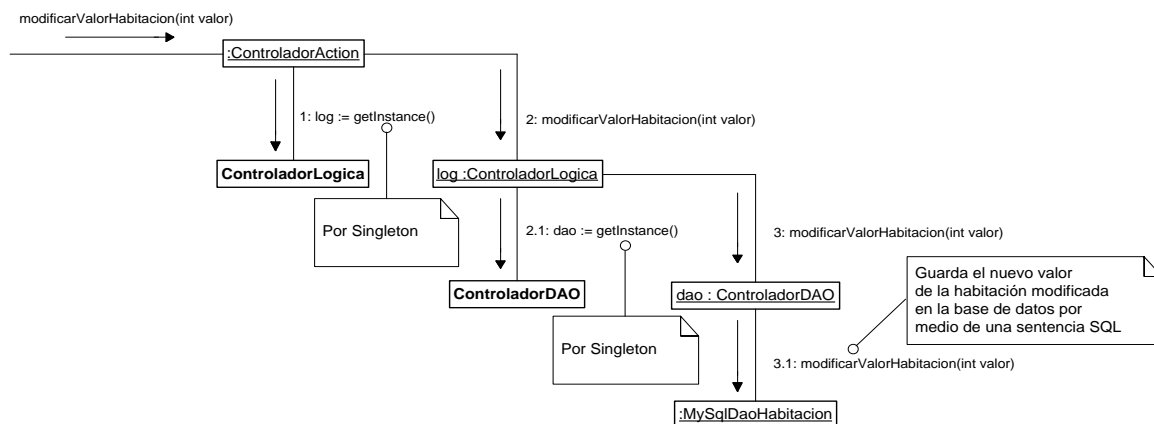 modificarValorHabitacion(int valor)
:ControladorAction
1: log := getInstance()
2: modificarValorHabitacion(int valor)
ControladorLogica
log :ControladorLogica
Por Singleton
2.1: dao := getInstance()
3: modificarValorHabitacion(int valor)
ControladorDAO
dao : ControladorDAO
Guarda el nuevo valor
de la habitación modificada
en la base de datos por
medio de una sentencia SQL
Por Singleton
3.1: modificarValorHabitacion(int valor)
:MySqlDaoHabitacion